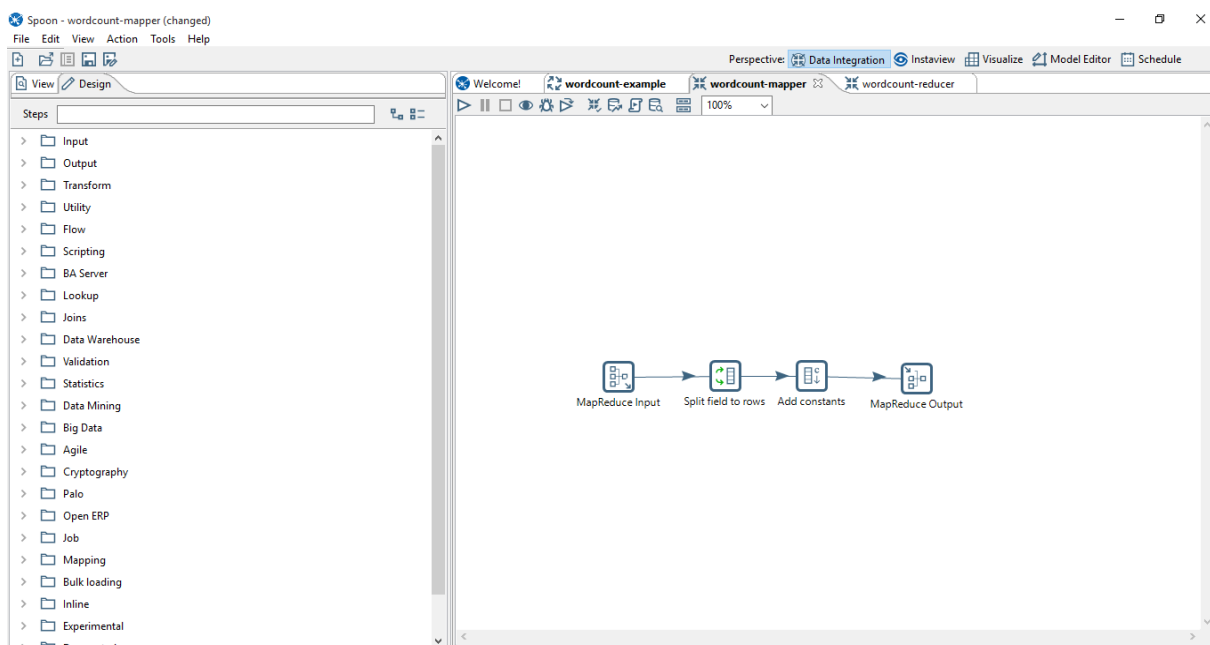 Spoon - wordcount-mapper (changed)
File Edit View Action Tools Help
Perspective: Data Integration Instaview Visualize Model Editor Schedule
View Design
Welcome! wordcount-example wordcount-mapper wordcount-reducer
100%
Steps
Input
Output
Transform
Utility
Flow
Scripting
BA Server
Lookup
Joins
Data Warehouse
Validation
Statistics
Data Mining
Big Data
Agile
Cryptography
Palo
Open ERP
Job
Mapping
Bulk loading
Inline
Experimental
MapReduce Input Split field to rows Add constants MapReduce Output